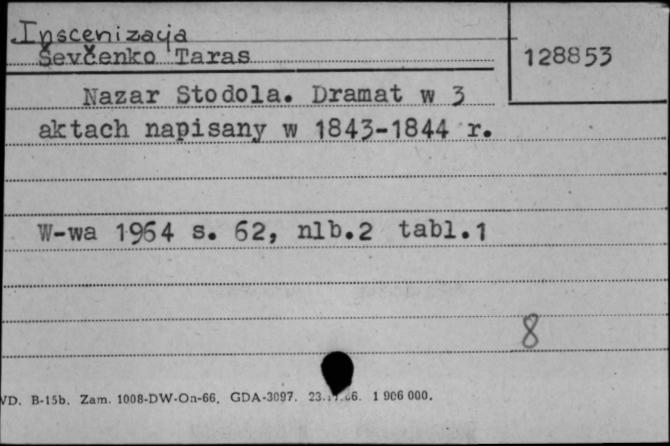 Inscenizacja
Ševčenko Taras
128853
Nazar Stodola. Dramat w 3
aktach napisany w 1843-1844 r.
W-wa 1964 s. 62, nlb.2 tabl.1
8
WD. B-15b. Zam. 1008-DW-On-66. GDA-3097. 1 906 000.